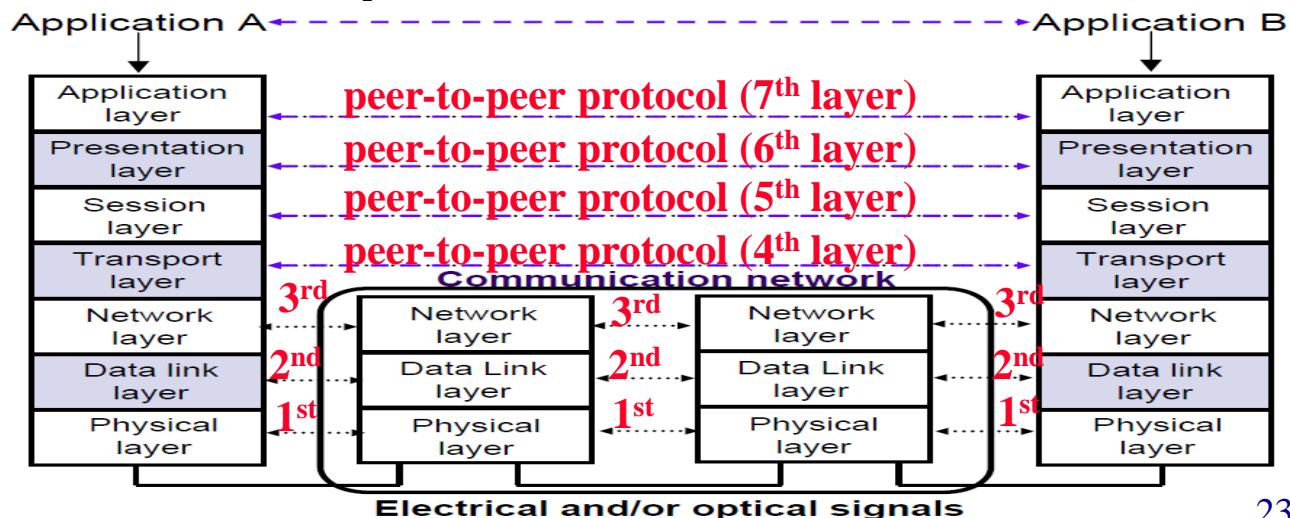 Application A
Application B
Application layer
peer-to-peer protocol (7th layer)
Application layer
Presentation layer
peer-to-peer protocol (6th layer)
Presentation layer
Session layer
peer-to-peer protocol (5th layer)
Session layer
Transport layer
peer-to-peer protocol (4th layer)
Transport layer
Communication network
Network layer
3rd
Network layer
3rd
Network layer
3rd
Network layer
Data link layer
2nd
Data Link layer
2nd
Data Link layer
2nd
Data link layer
Physical layer
1st
Physical layer
1st
Physical layer
1st
Physical layer
Electrical and/or optical signals
23